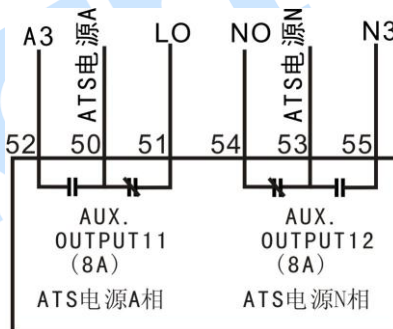 A3 ATS电源A LO NO ATS电源N N3
52 50 51 54 53 55
AUX. AUX.
OUTPUT11 OUTPUT12
(8A) (8A)
ATS电源A相 ATS电源N相